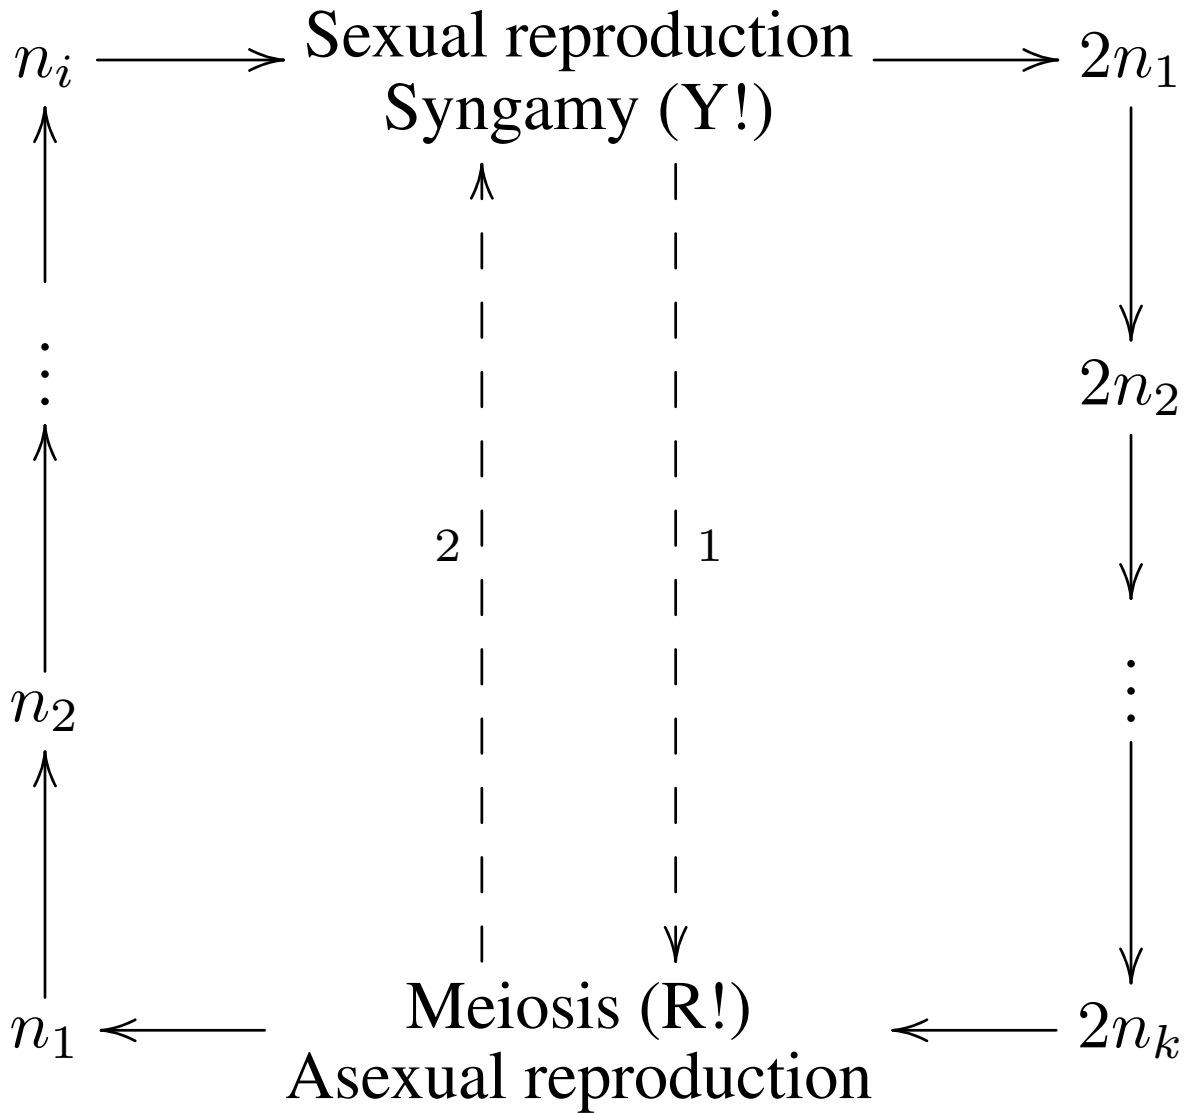 n_i
Sexual reproduction
Syngamy (Y!)
2n_1
⋮
2n_2
2
1
n_2
⋮
n_1
Meiosis (R!)
Asexual reproduction
2n_k